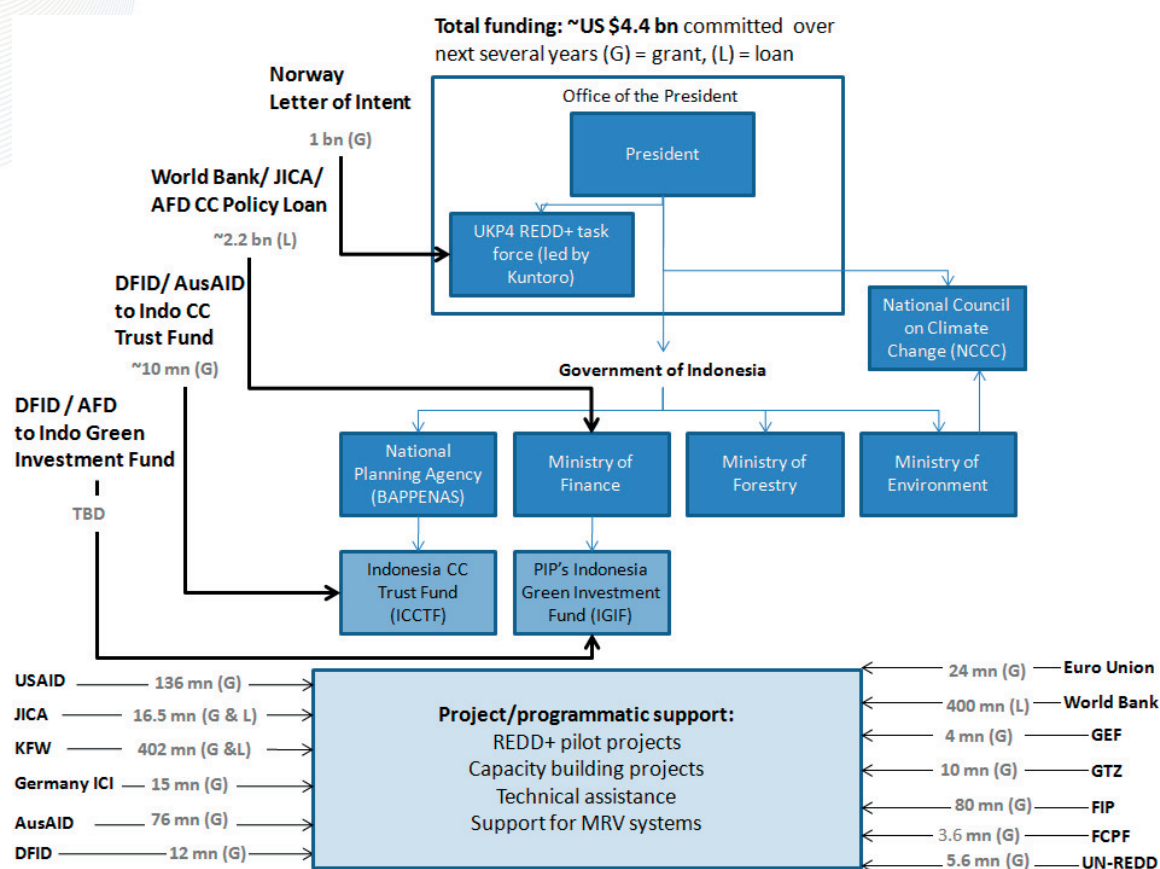 Total funding: ~US $4.4 bn committed over
next several years (G) = grant, (L) = loan
Norway
Letter of Intent
1 bn (G)
World Bank/ JICA/
AFD CC Policy Loan
~2.2 bn (L)
DFID/ AusAID
to Indo CC
Trust Fund
~10 mn (G)
DFID / AFD
to Indo Green
Investment Fund
TBD
Office of the President
President
UKP4 REDD+ task
force (led by
Kuntoro)
National Council
on Climate
Change (NCCC)
Government of Indonesia
National
Planning Agency
(BAPPENAS)
Ministry of
Finance
Ministry of
Forestry
Ministry of
Environment
Indonesia CC
Trust Fund
(ICCTF)
PIP's Indonesia
Green Investment
Fund (IGIF)
USAID 136 mn (G)
JICA 16.5 mn (G & L)
KFW 402 mn (G &L)
Germany ICI 15 mn (G)
AusAID 76 mn (G)
DFID 12 mn (G)
Project/programmatic support:
REDD+ pilot projects
Capacity building projects
Technical assistance
Support for MRV systems
24 mn (G) Euro Union
400 mn (L) World Bank
4 mn (G) GEF
10 mn (G) GTZ
80 mn (G) FIP
3.6 mn (G) FCPF
5.6 mn (G) UN-REDD